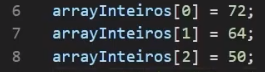 6 arrayInteiros[0] = 72;
7 arrayInteiros[1] = 64;
8 arrayInteiros[2] = 50;